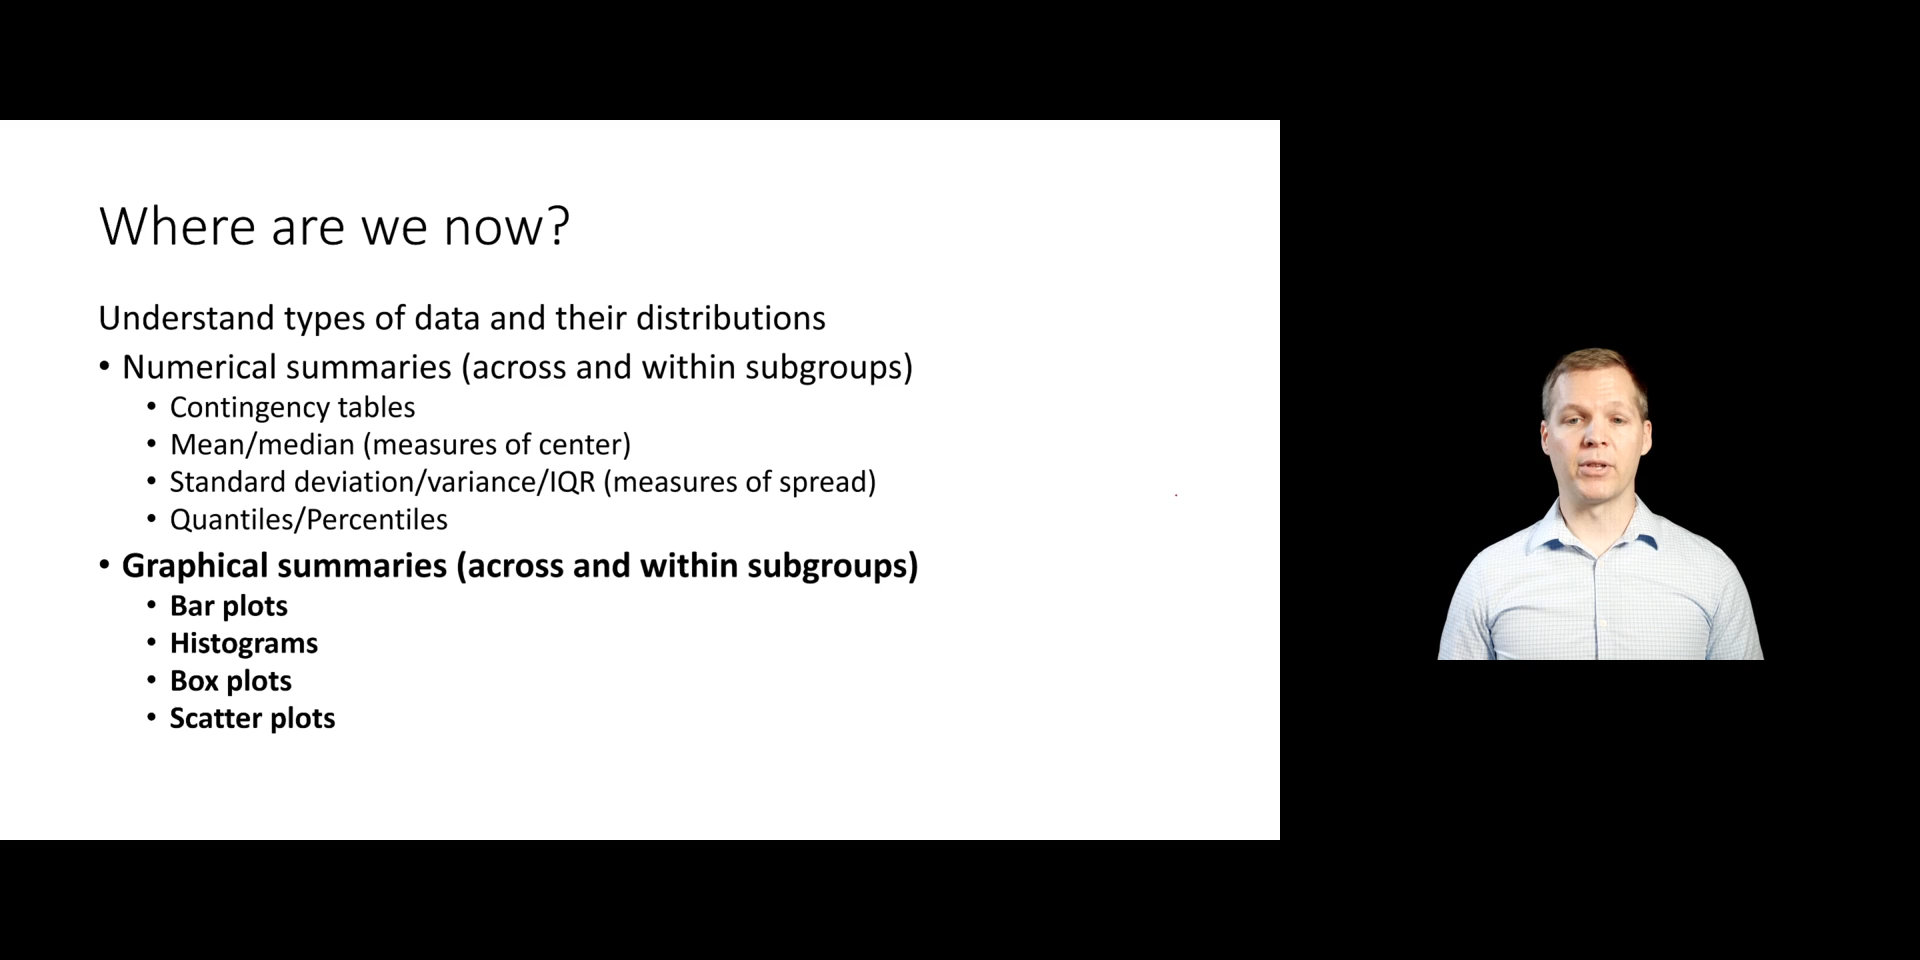 Where are we now?
Understand types of data and their distributions
• Numerical summaries (across and within subgroups)
• Contingency tables
• Mean/median (measures of center)
• Standard deviation/variance/IQR (measures of spread)
• Quantiles/Percentiles
• Graphical summaries (across and within subgroups)
• Bar plots
• Histograms
• Box plots
• Scatter plots